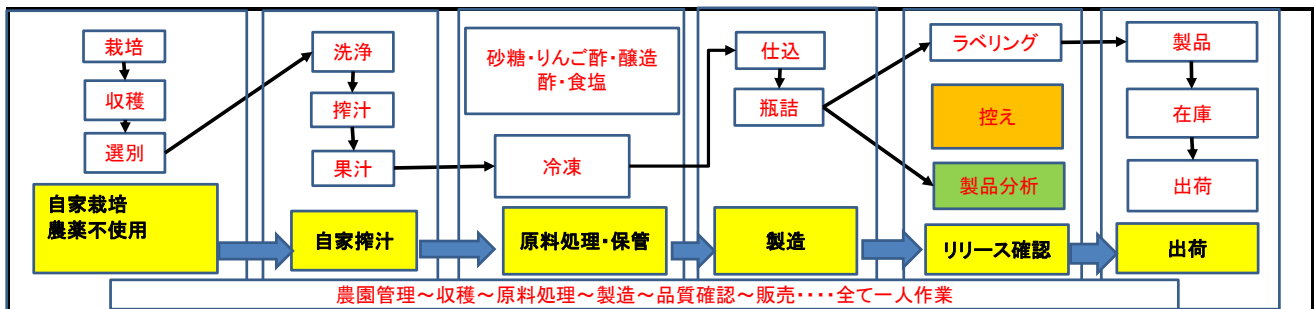 栽培
収穫
選別
自家栽培
農薬不使用
洗浄
搾汁
果汁
自家搾汁
砂糖・りんご酢・醸造
酢・食塩
冷凍
原料処理・保管
仕込
瓶詰
製造
ラベリング
控え
製品分析
リリース確認
製品
在庫
出荷
出荷
農園管理～収穫～原料処理～製造～品質確認～販売・・・・全て一人作業